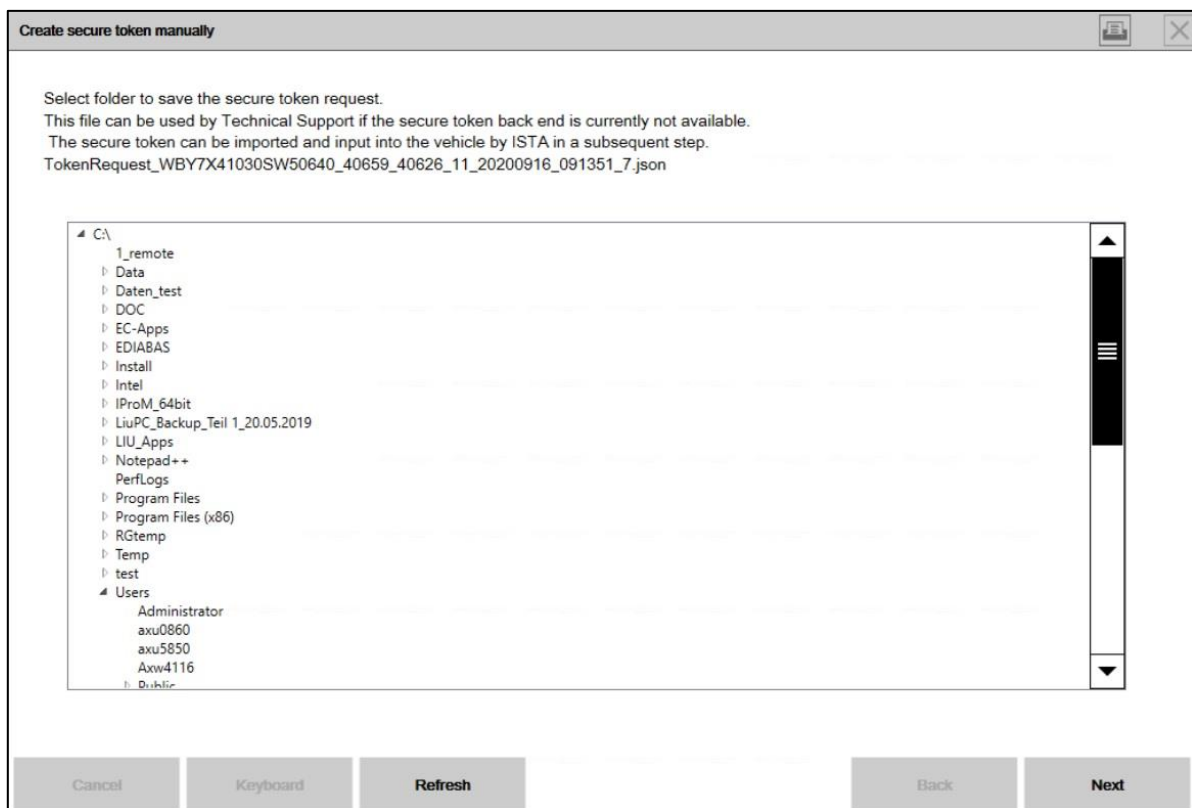 Create secure token manually
Select folder to save the secure token request.
This file can be used by Technical Support if the secure token back end is currently not available.
The secure token can be imported and input into the vehicle by ISTA in a subsequent step.
TokenRequest_WBY7X41030SW50640_40659_40626_11_20200916_091351_7.json
C:\
1_remote
Data
Daten_test
DOC
EC-Apps
EDIABAS
Install
Intel
IProM_64bit
LiuPC_Backup_Teil 1_20.05.2019
LIU_Apps
Notepad++
PerfLogs
Program Files
Program Files (x86)
RGtemp
Temp
test
Users
Administrator
axu0860
axu5850
Axw4116
Public
Cancel Keyboard Refresh Back Next